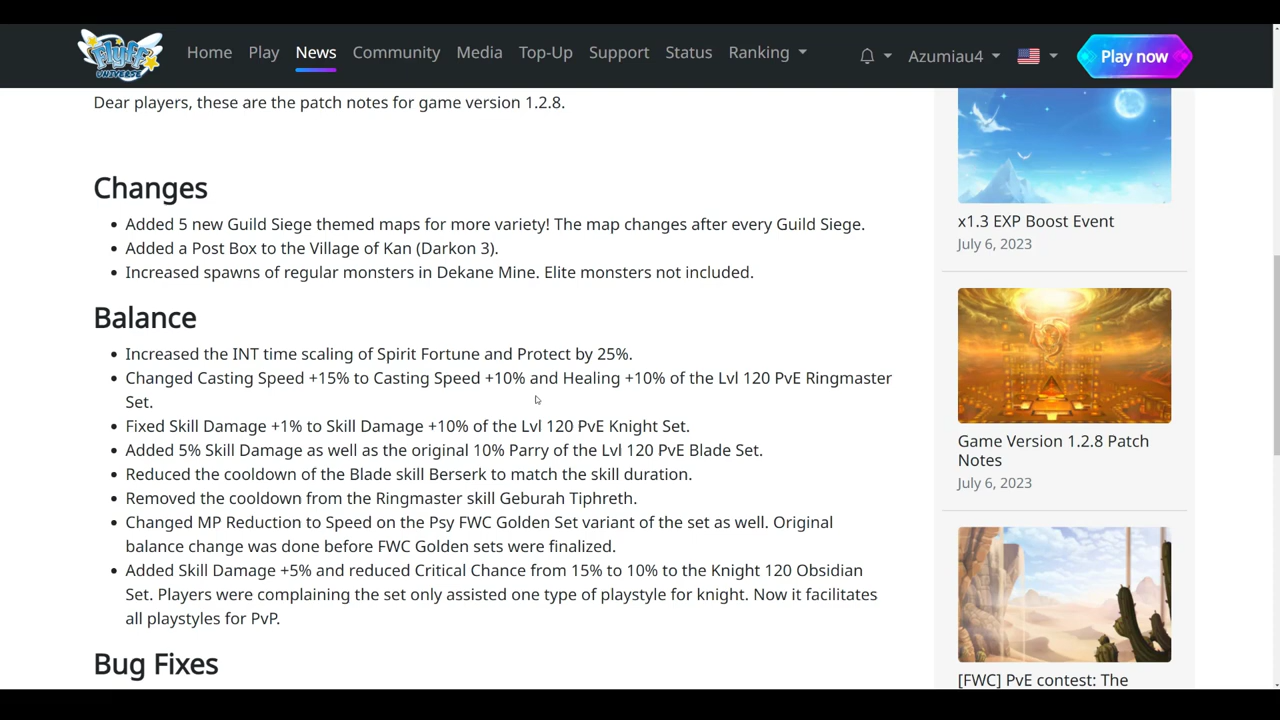 Flyff
UNIVERSE
Home Play News Community Media Top-Up Support Status Ranking Azumiau4 Play now
Dear players, these are the patch notes for game version 1.2.8.
Changes
• Added 5 new Guild Siege themed maps for more variety! The map changes after every Guild Siege.
• Added a Post Box to the Village of Kan (Darkon 3).
• Increased spawns of regular monsters in Dekane Mine. Elite monsters not included.
Balance
• Increased the INT time scaling of Spirit Fortune and Protect by 25%.
• Changed Casting Speed +15% to Casting Speed +10% and Healing +10% of the Lvl 120 PvE Ringmaster
Set.
• Fixed Skill Damage +1% to Skill Damage +10% of the Lvl 120 PvE Knight Set.
• Added 5% Skill Damage as well as the original 10% Parry of the Lvl 120 PvE Blade Set.
• Reduced the cooldown of the Blade skill Berserk to match the skill duration.
• Removed the cooldown from the Ringmaster skill Geburah Tiphreth.
• Changed MP Reduction to Speed on the Psy FWC Golden Set variant of the set as well. Original
balance change was done before FWC Golden sets were finalized.
• Added Skill Damage +5% and reduced Critical Chance from 15% to 10% to the Knight 120 Obsidian
Set. Players were complaining the set only assisted one type of playstyle for knight. Now it facilitates
all playstyles for PvP.
Bug Fixes
x1.3 EXP Boost Event
July 6, 2023
Game Version 1.2.8 Patch
Notes
July 6, 2023
[FWC] PvE contest: The